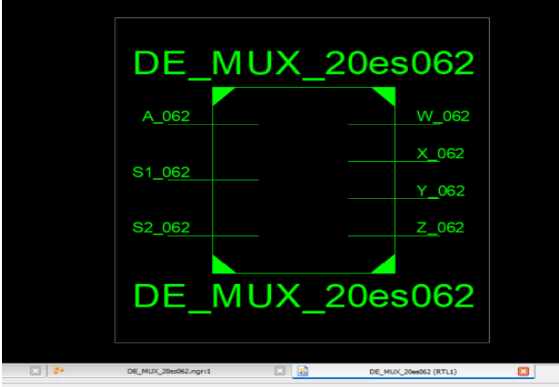 DE_MUX_20es062
A_062
W_062
X_062
S1_062
Y_062
S2_062
Z_062
DE_MUX_20es062
DE_MUX_20es062.ngr:1
DE_MUX_20es062 (RTL1)